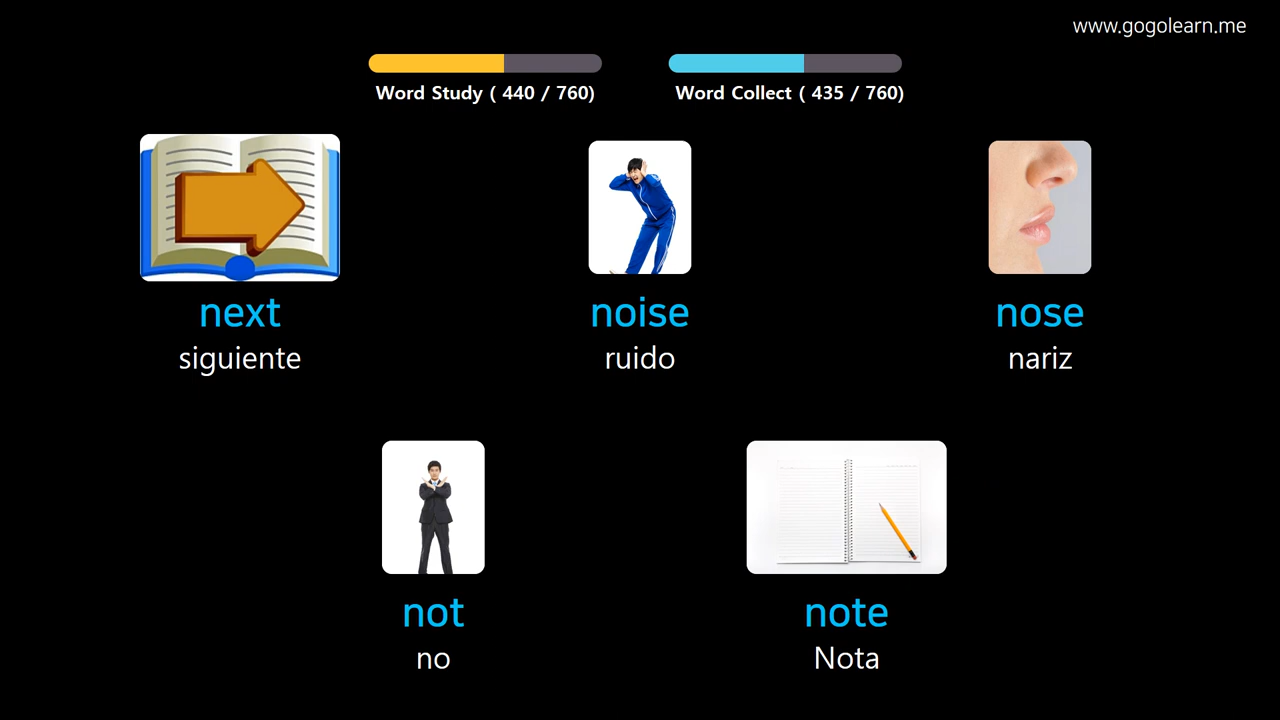 www.gogolearn.me
Word Study ( 440 / 760)
Word Collect ( 435 / 760)
next
siguiente
noise
ruido
nose
nariz
not
no
note
Nota